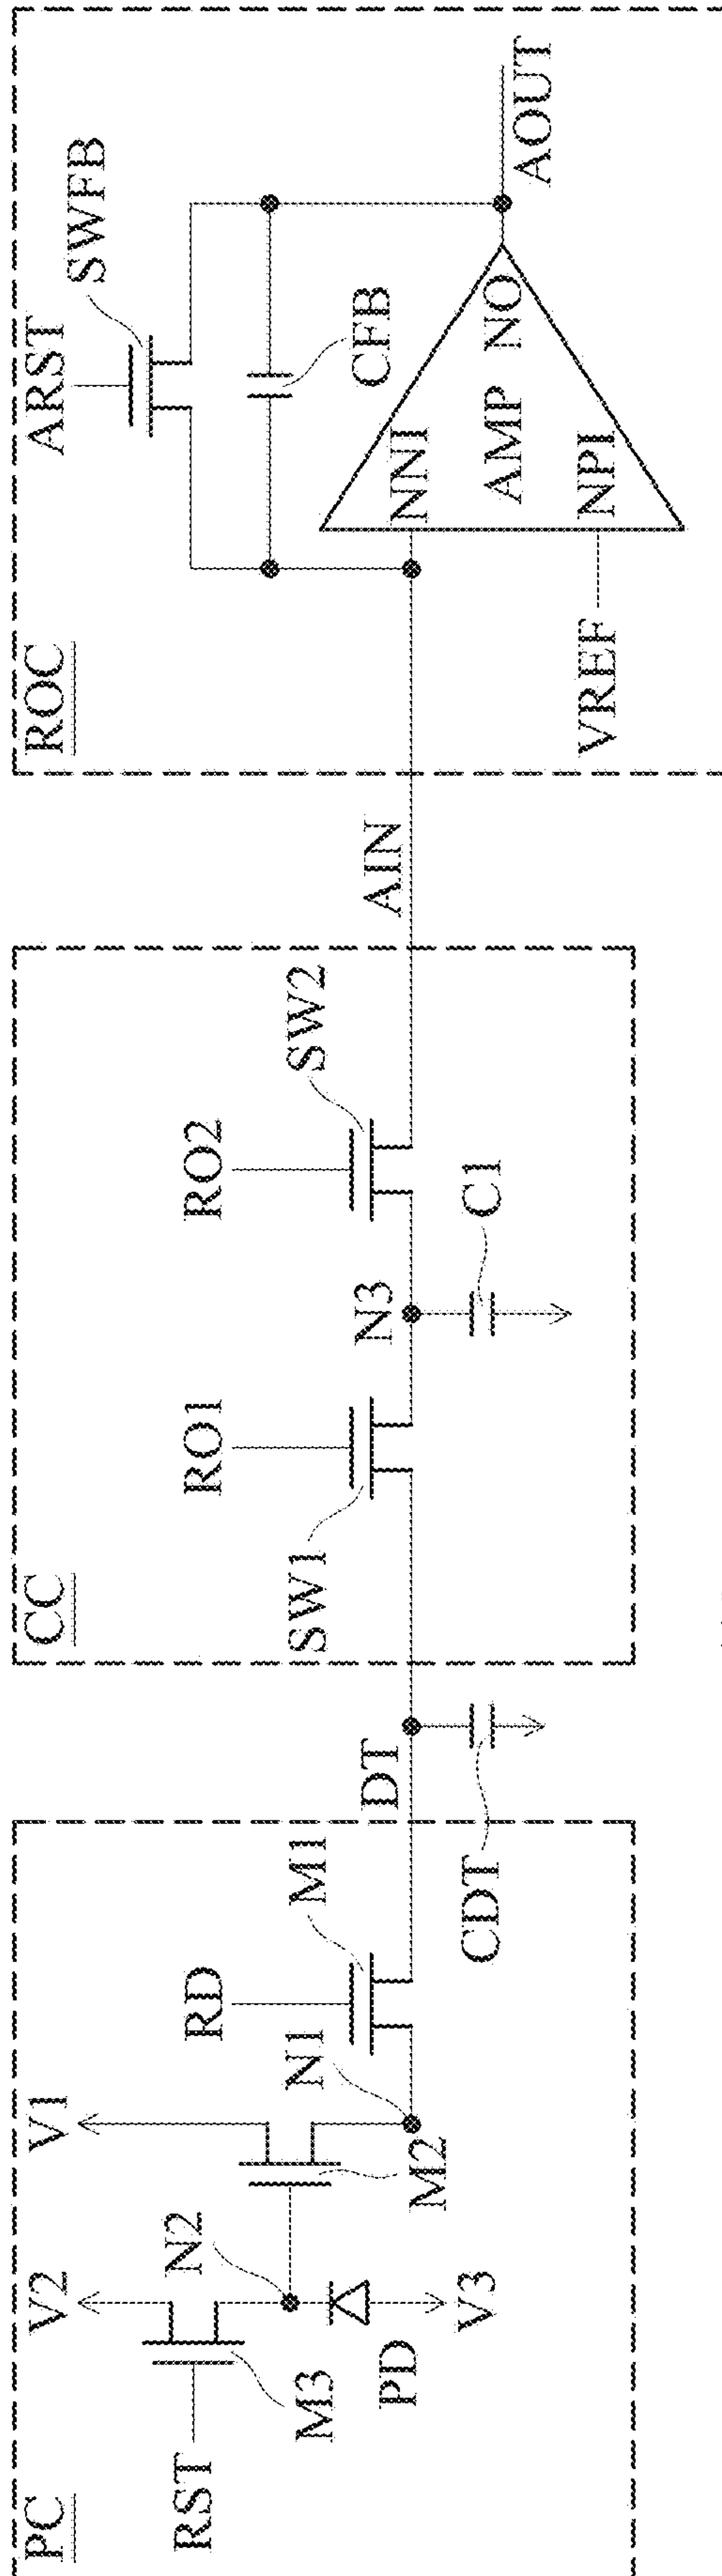 PC
RST
V2
M3
N2
PD
V3
V1
M2
N1
RD
M1
DT
CDT
CC
SW1
RO1
N3
C1
RO2
SW2
AIN
ROC
VREF
ARST
SWFB
CFB
NNI
AMP
NPI
NO
AOUT